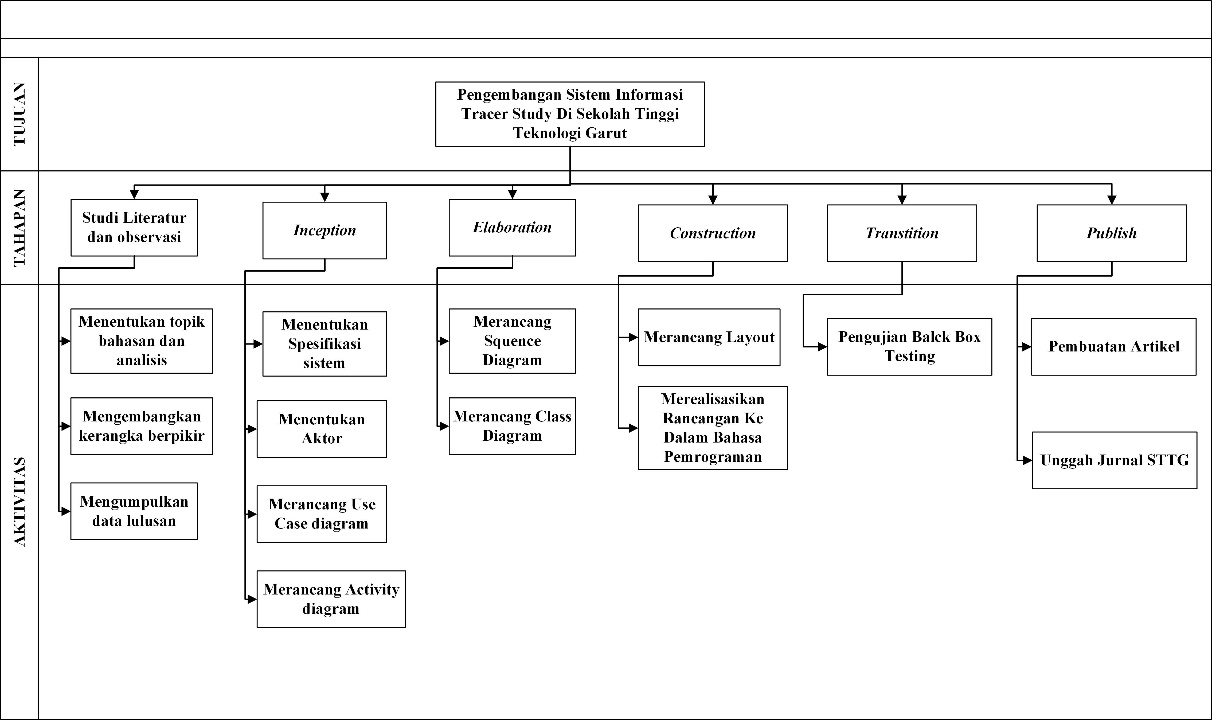 TUJUAN
Pengembangan Sistem Informasi
Tracer Study Di Sekolah Tinggi
Teknologi Garut
TAHAPAN
Studi Literatur
dan observasi
Inception
Elaboration
Construction
Transtition
Publish
AKTIVITAS
Menentukan topik
bahasan dan
analisis
Mengembangkan
kerangka berpikir
Mengumpulkan
data lulusan
Menentukan
Spesifikasi
sistem
Menentukan
Aktor
Merancang Use
Case diagram
Merancang Activity
diagram
Merancang
Squence
Diagram
Merancang Class
Diagram
Merancang Layout
Merealisasikan
Rancangan Ke
Dalam Bahasa
Pemrograman
Pengujian Balck Box
Testing
Pembuatan Artikel
Unggah Jurnal STTG